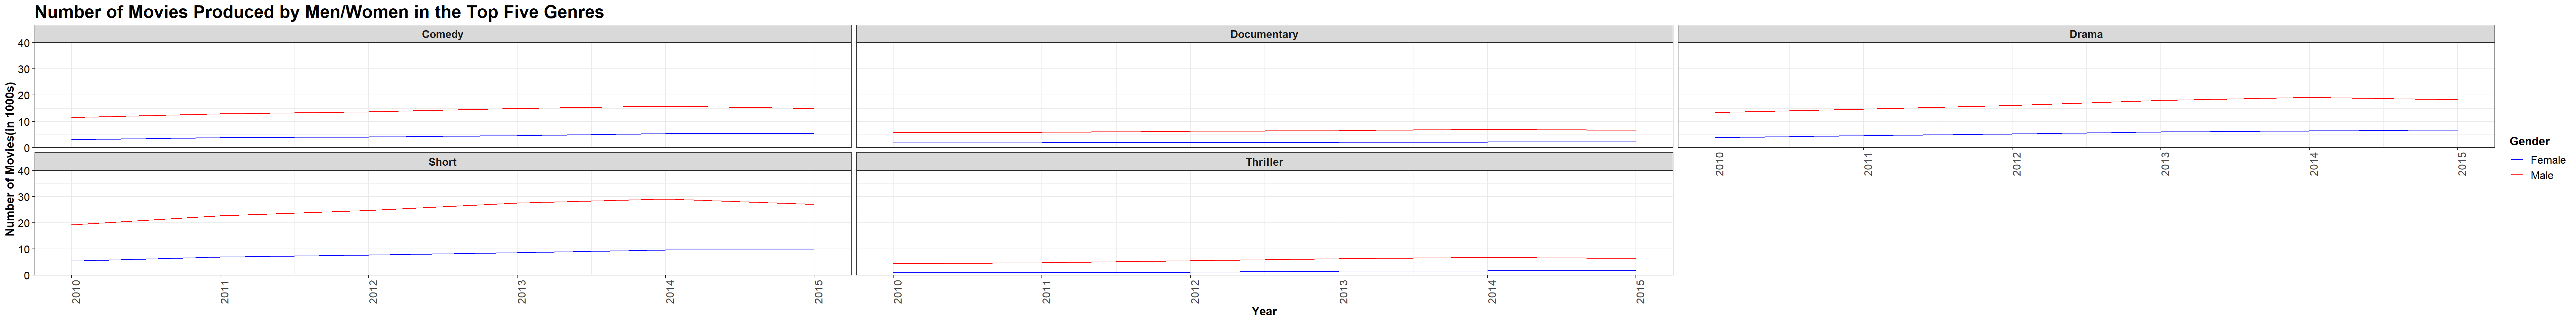 Number of Movies Produced by Men/Women in the Top Five Genres
Number of Movies(in 1000s)
Comedy
Documentary
Drama
40
30
20
10
0
2010
2011
2012
2013
2014
2015
Short
Thriller
40
30
20
10
0
2010
2011
2012
2013
2014
2015
2010
2011
2012
2013
2014
2015
Year
Gender
Female
Male